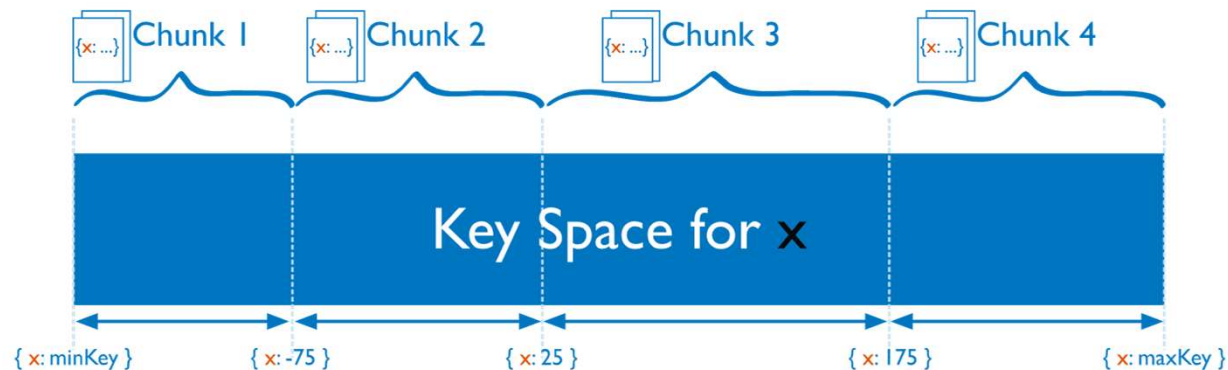 {x: ...} Chunk 1 {x: ...} Chunk 2 {x: ...} Chunk 3 {x: ...} Chunk 4
Key Space for x
{ x: minKey } { x: -75 } { x: 25 } { x: 175 } { x: maxKey }